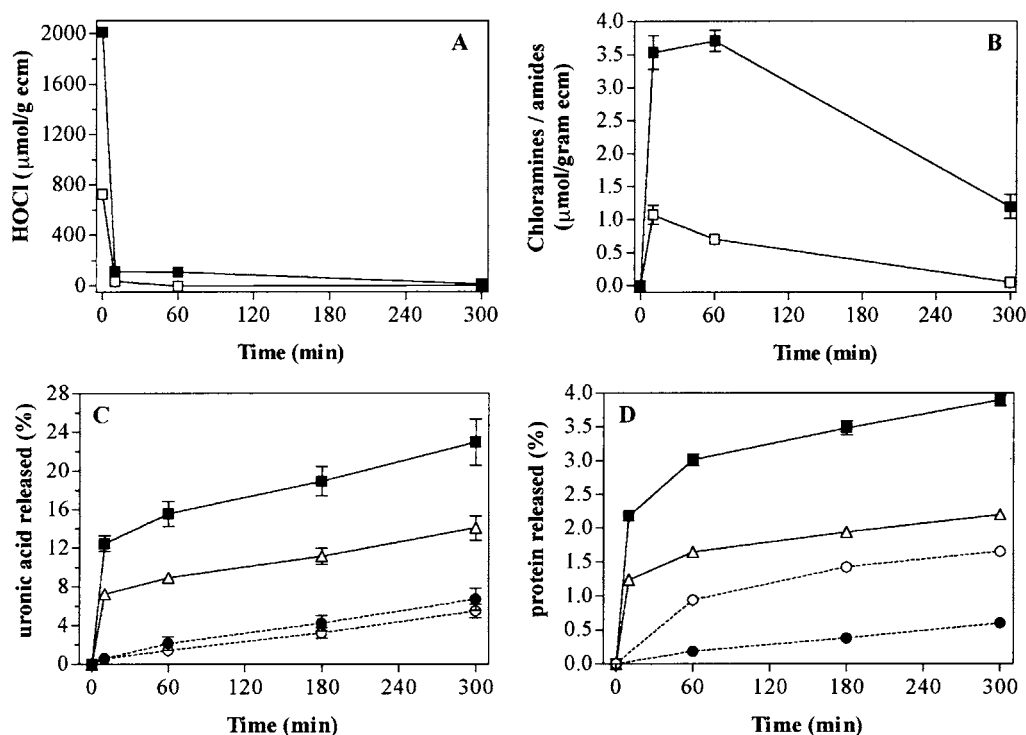 A
HOCl (μmol/g ecm)
2000
1600
1200
800
400
0
0 60 120 180 240 300
Time (min)
B
Chloramines / amides
(μmol/gram ecm)
4.0
3.5
3.0
2.5
2.0
1.5
1.0
0.5
0.0
0 60 120 180 240 300
Time (min)
C
uronic acid released (%)
28
24
20
16
12
8
4
0
0 60 120 180 240 300
Time (min)
D
protein released (%)
4.0
3.5
3.0
2.5
2.0
1.5
1.0
0.5
0.0
0 60 120 180 240 300
Time (min)